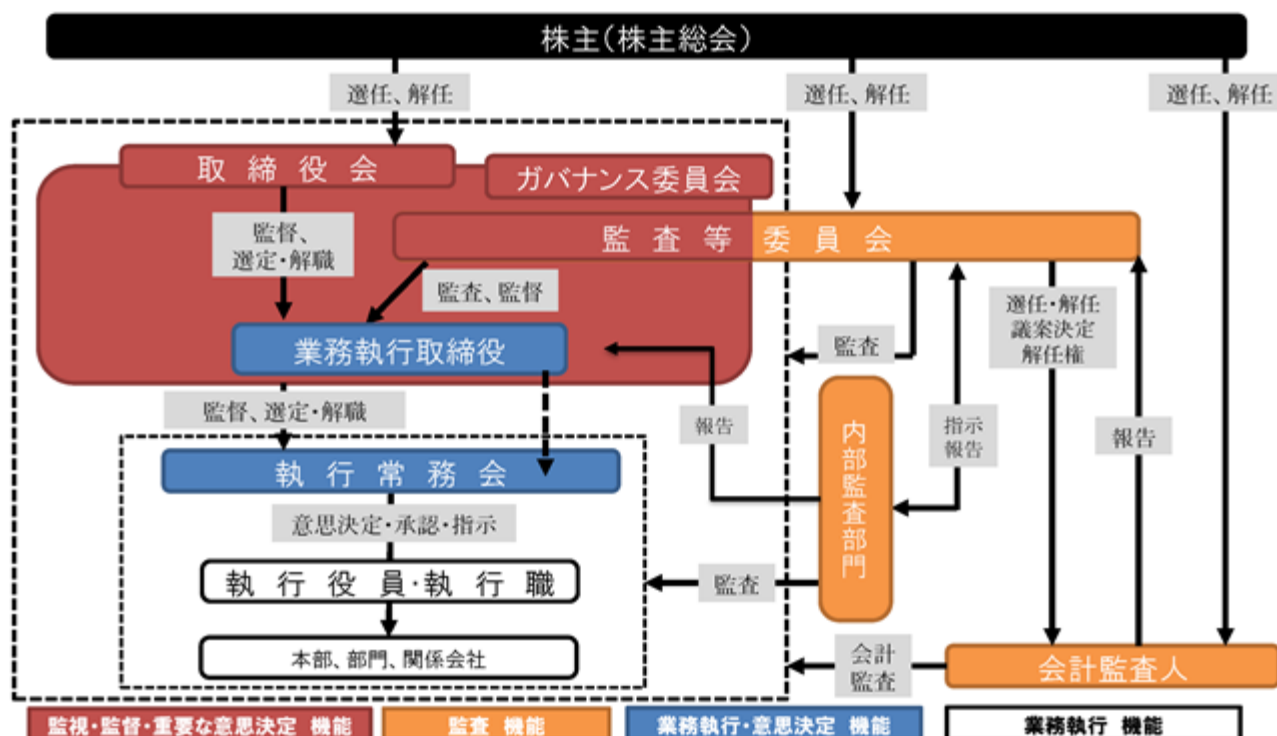 株主(株主総会)
選任、解任
選任、解任
選任、解任
取締役会
ガバナンス委員会
監査等委員会
監督、
選定・解職
監査、監督
業務執行取締役
監査
選任・解任
議案決定
解任権
監督、選定・解職
報告
内部監査部門
指示
報告
報告
執行常務会
意思決定・承認・指示
執行役員・執行職
監査
本部、部門、関係会社
会計
監査
会計監査人
監視・監督・重要な意思決定 機能
監査 機能
業務執行・意思決定 機能
業務執行 機能